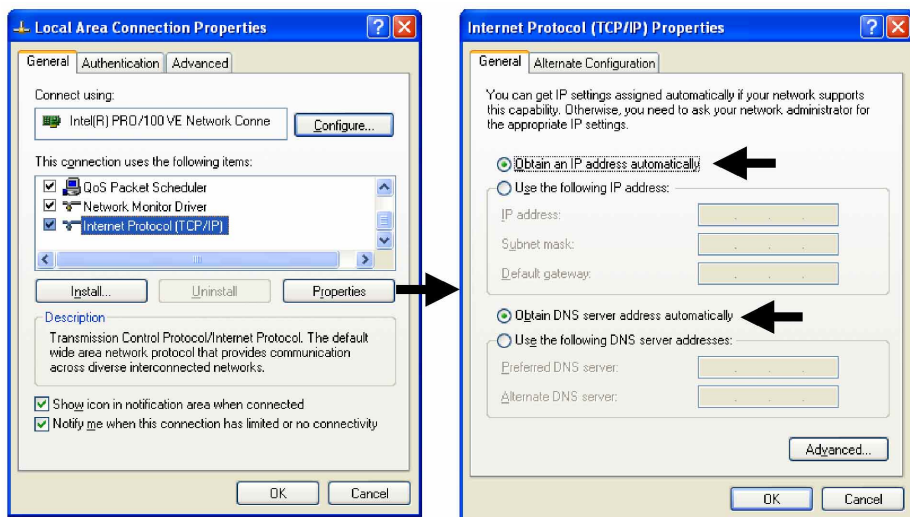 Local Area Connection Properties
General Authentication Advanced
Connect using:
Intel(R) PRO/100 VE Network Conne
Configure...
This connection uses the following items:
QoS Packet Scheduler
Network Monitor Driver
Internet Protocol (TCP/IP)
Install... Uninstall Properties
Description
Transmission Control Protocol/Internet Protocol. The default
wide area network protocol that provides communication
across diverse interconnected networks.
Show icon in notification area when connected
Notify me when this connection has limited or no connectivity
OK Cancel
Internet Protocol (TCP/IP) Properties
General Alternate Configuration
You can get IP settings assigned automatically if your network supports
this capability. Otherwise, you need to ask your network administrator for
the appropriate IP settings.
Obtain an IP address automatically
Use the following IP address:
IP address:
Subnet mask:
Default gateway:
Obtain DNS server address automatically
Use the following DNS server addresses:
Preferred DNS server:
Alternate DNS server:
Advanced...
OK Cancel